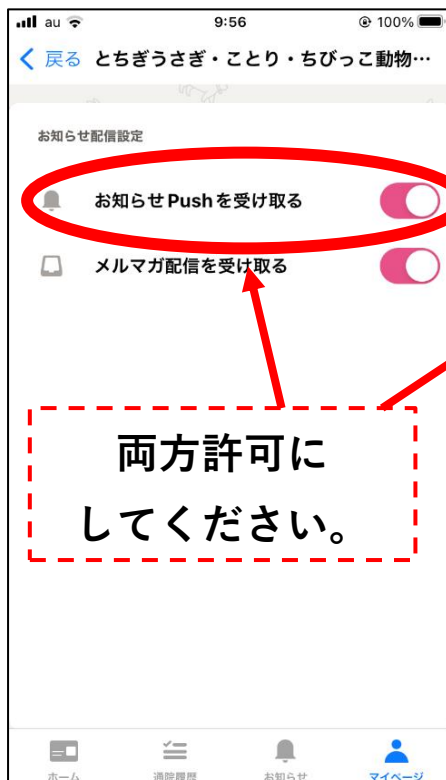 au 9:56 100%
戻る とちぎうさぎ・ことり・ちびっこ動物…
お知らせ配信設定
お知らせPushを受け取る
メルマガ配信を受け取る
両方許可に
してください。
ホーム 通院履歴 お知らせ マイページ